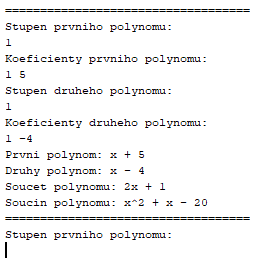 ===================================
Stupen prvniho polynomu:
1
Koeficienty prvniho polynomu:
1 5
Stupen druheho polynomu:
1
Koeficienty druheho polynomu:
1 -4
Prvni polynom: x + 5
Druhy polynom: x - 4
Soucet polynomu: 2x + 1
Soucin polynomu: x^2 + x - 20
===================================
Stupen prvniho polynomu: